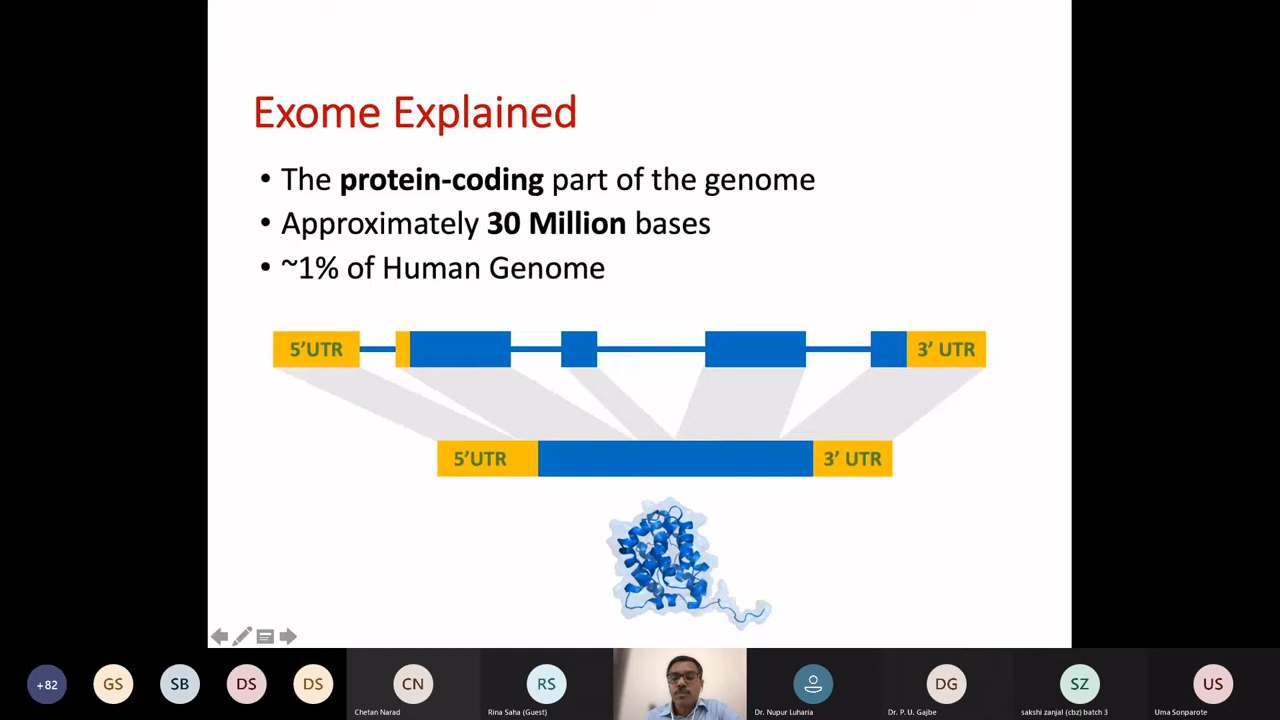 Exome Explained
• The protein-coding part of the genome
• Approximately 30 Million bases
• ~1% of Human Genome
5'UTR 3' UTR
5'UTR 3' UTR
+82 GS SB DS DS CN RS DG SZ US
Chetan Narad Rina Saha (Guest) Dr. Nupur Luharia Dr. P. U. Gajbe sakshi zanjal (cbz) batch 3 Uma Sonparote